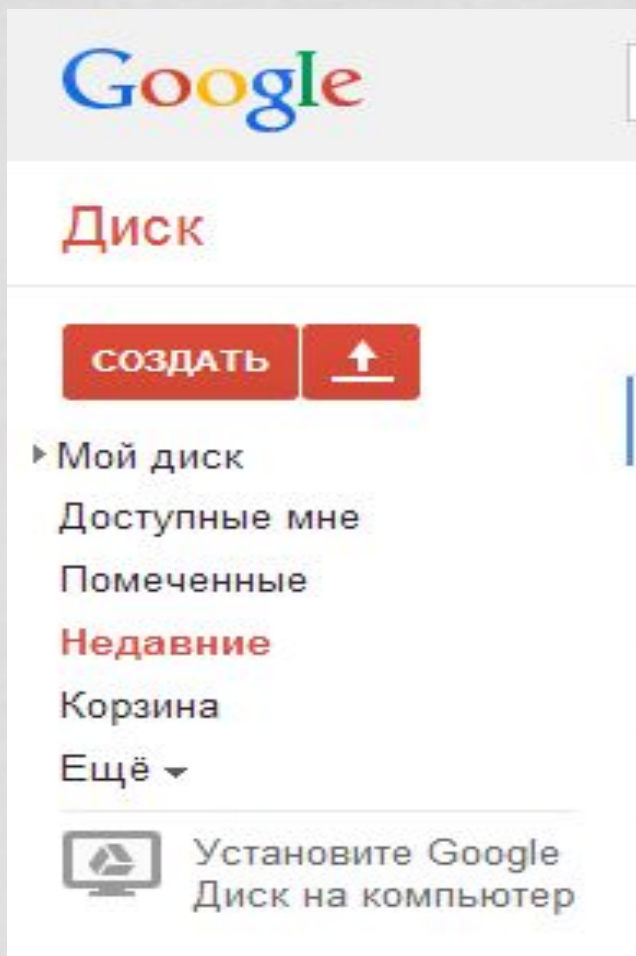 Google
Диск
СОЗДАТЬ
Мой диск
Доступные мне
Помеченные
Недавние
Корзина
Ещё
Установите Google
Диск на компьютер